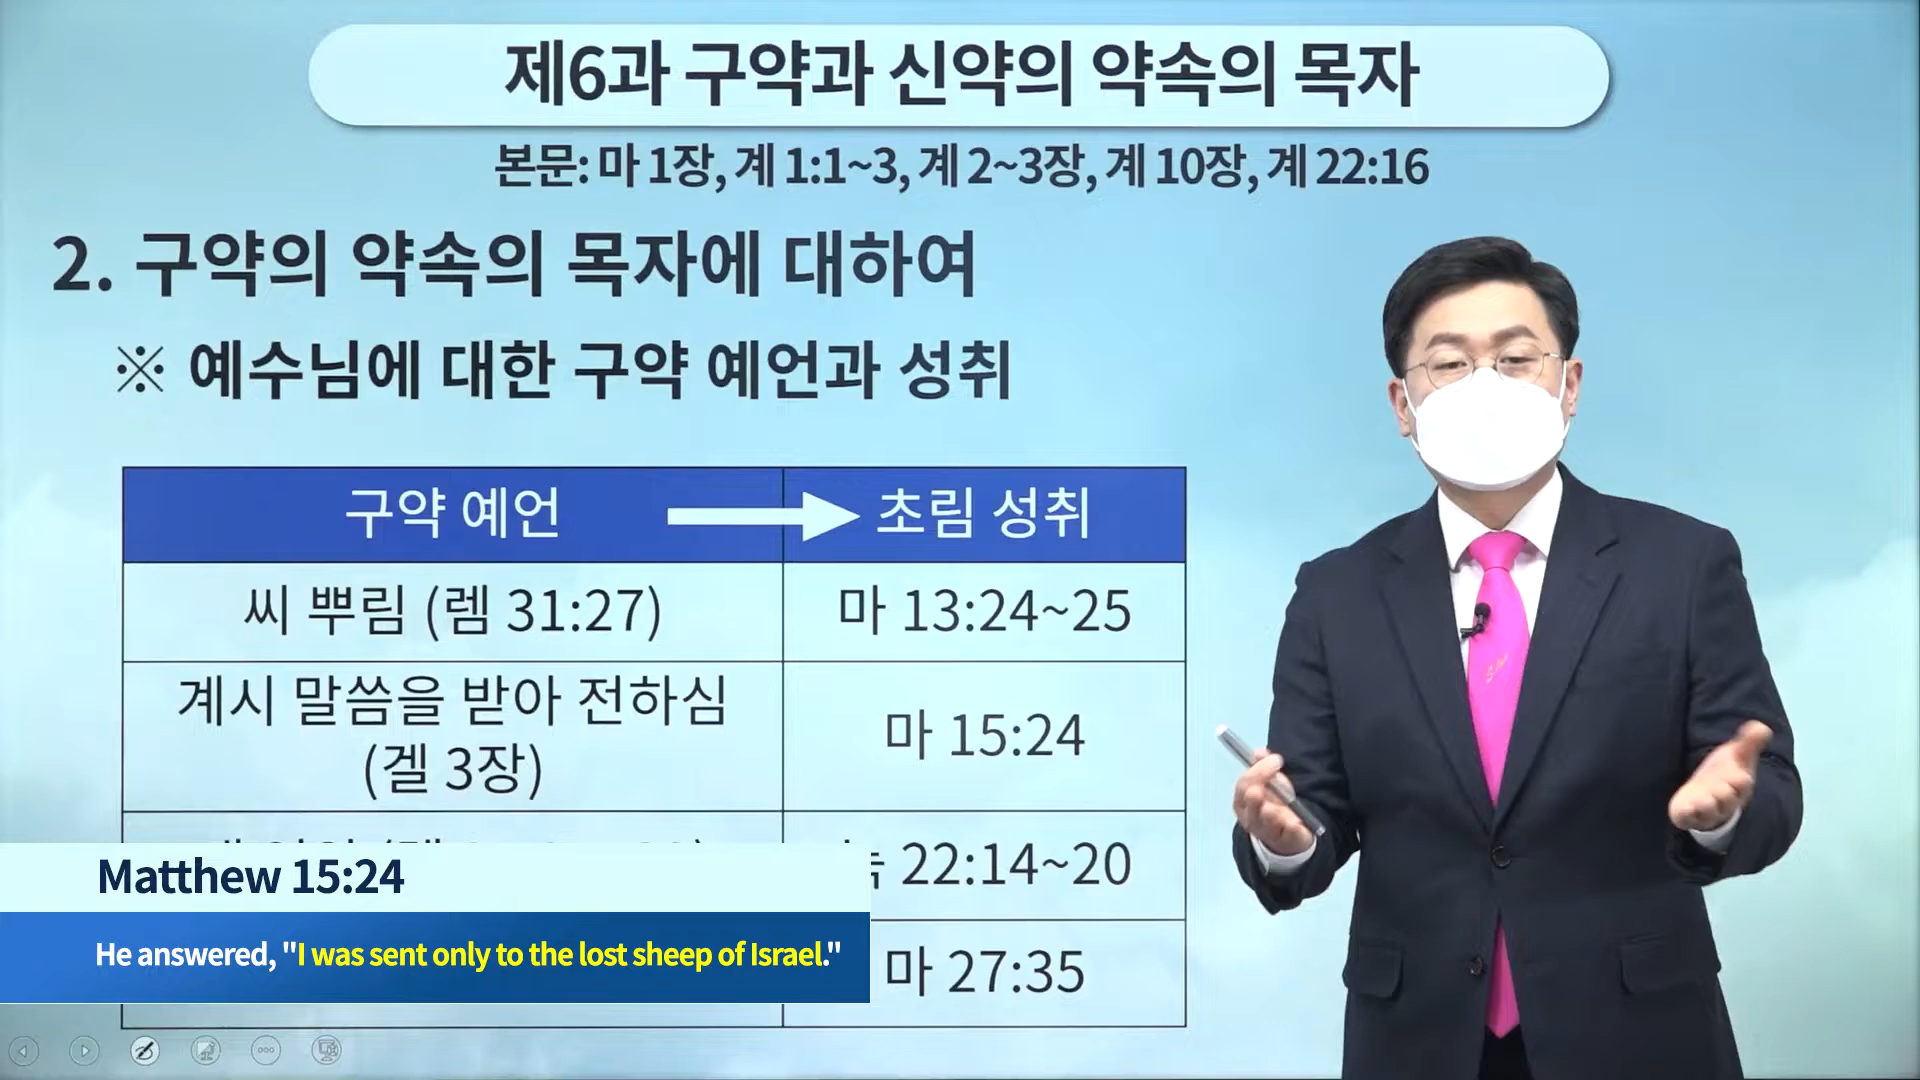 제6과 구약과 신약의 약속의 목자
본문: 마 1장, 계 1:1~3, 계 2~3장, 계 10장, 계 22:16
2. 구약의 약속의 목자에 대하여
※ 예수님에 대한 구약 예언과 성취
구약 예언 → 초림 성취
씨 뿌림 (렘 31:27)
마 13:24~25
계시 말씀을 받아 전하심
(겔 3장)
마 15:24
22:14~20
마 27:35
Matthew 15:24
He answered, "I was sent only to the lost sheep of Israel."